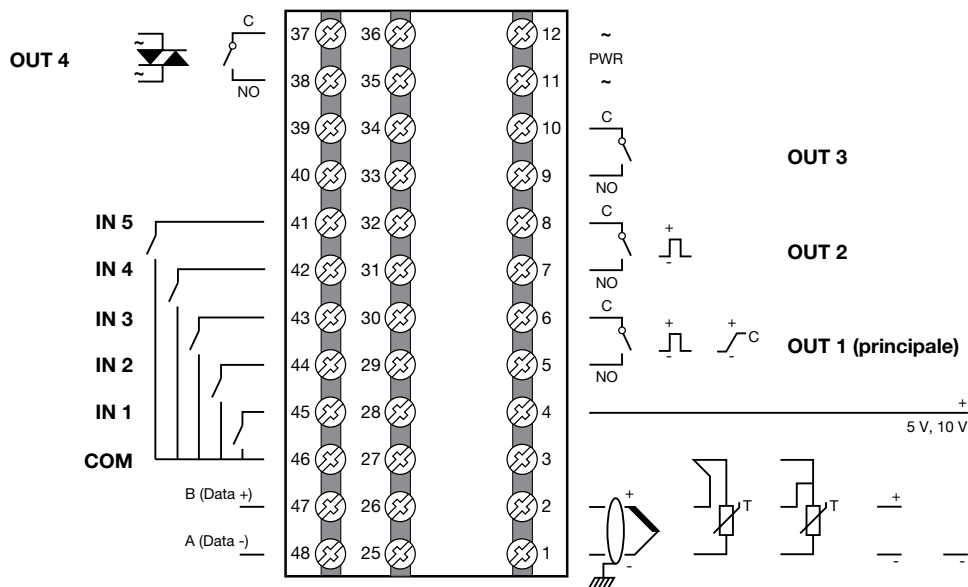 C 37 36 12 ~
OUT 4 ~ ~ PWR
NO 38 35 11 ~
39 34 10 C
OUT 3
40 33 9 NO
IN 5 41 32 8 C
+ - OUT 2
IN 4 42 31 7 NO
IN 3 43 30 6 C
+ - + - C OUT 1 (principale)
IN 2 44 29 5 NO
IN 1 45 28 4 +
5 V, 10 V
COM 46 27 3
B (Data +) 47 26 2 + T T +
A (Data -) 48 25 1 - - -